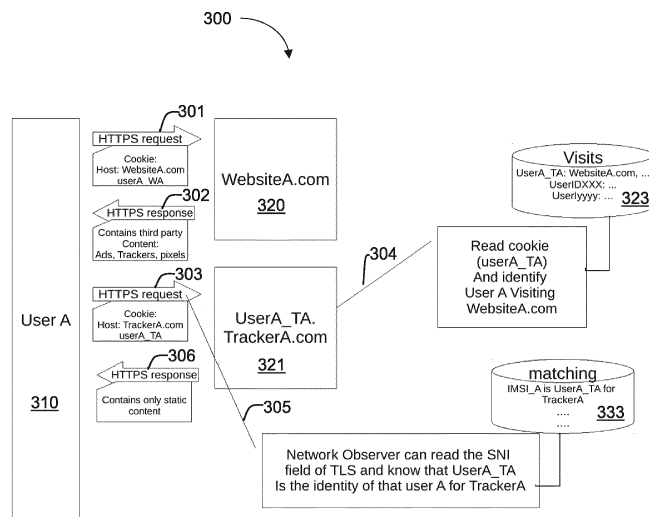 300
301
HTTPS request
Cookie:
Host: WebsiteA.com
userA_WA
302
HTTPS response
Contains third party
Content:
Ads, Trackers, pixels
303
HTTPS request
Cookie:
Host: TrackerA.com
userA_TA
306
HTTPS response
Contains only static
content
User A
310
WebsiteA.com
320
UserA_TA.
TrackerA.com
321
304
305
Visits
UserA_TA: WebsiteA.com, ...
UserIDXXX: ...
UserIyyyy: ...
323
Read cookie
(userA_TA)
And identify
User A Visiting
WebsiteA.com
matching
IMSI_A is UserA_TA for
TrackerA
....
....
333
Network Observer can read the SNI
field of TLS and know that UserA_TA
Is the identity of that user A for TrackerA